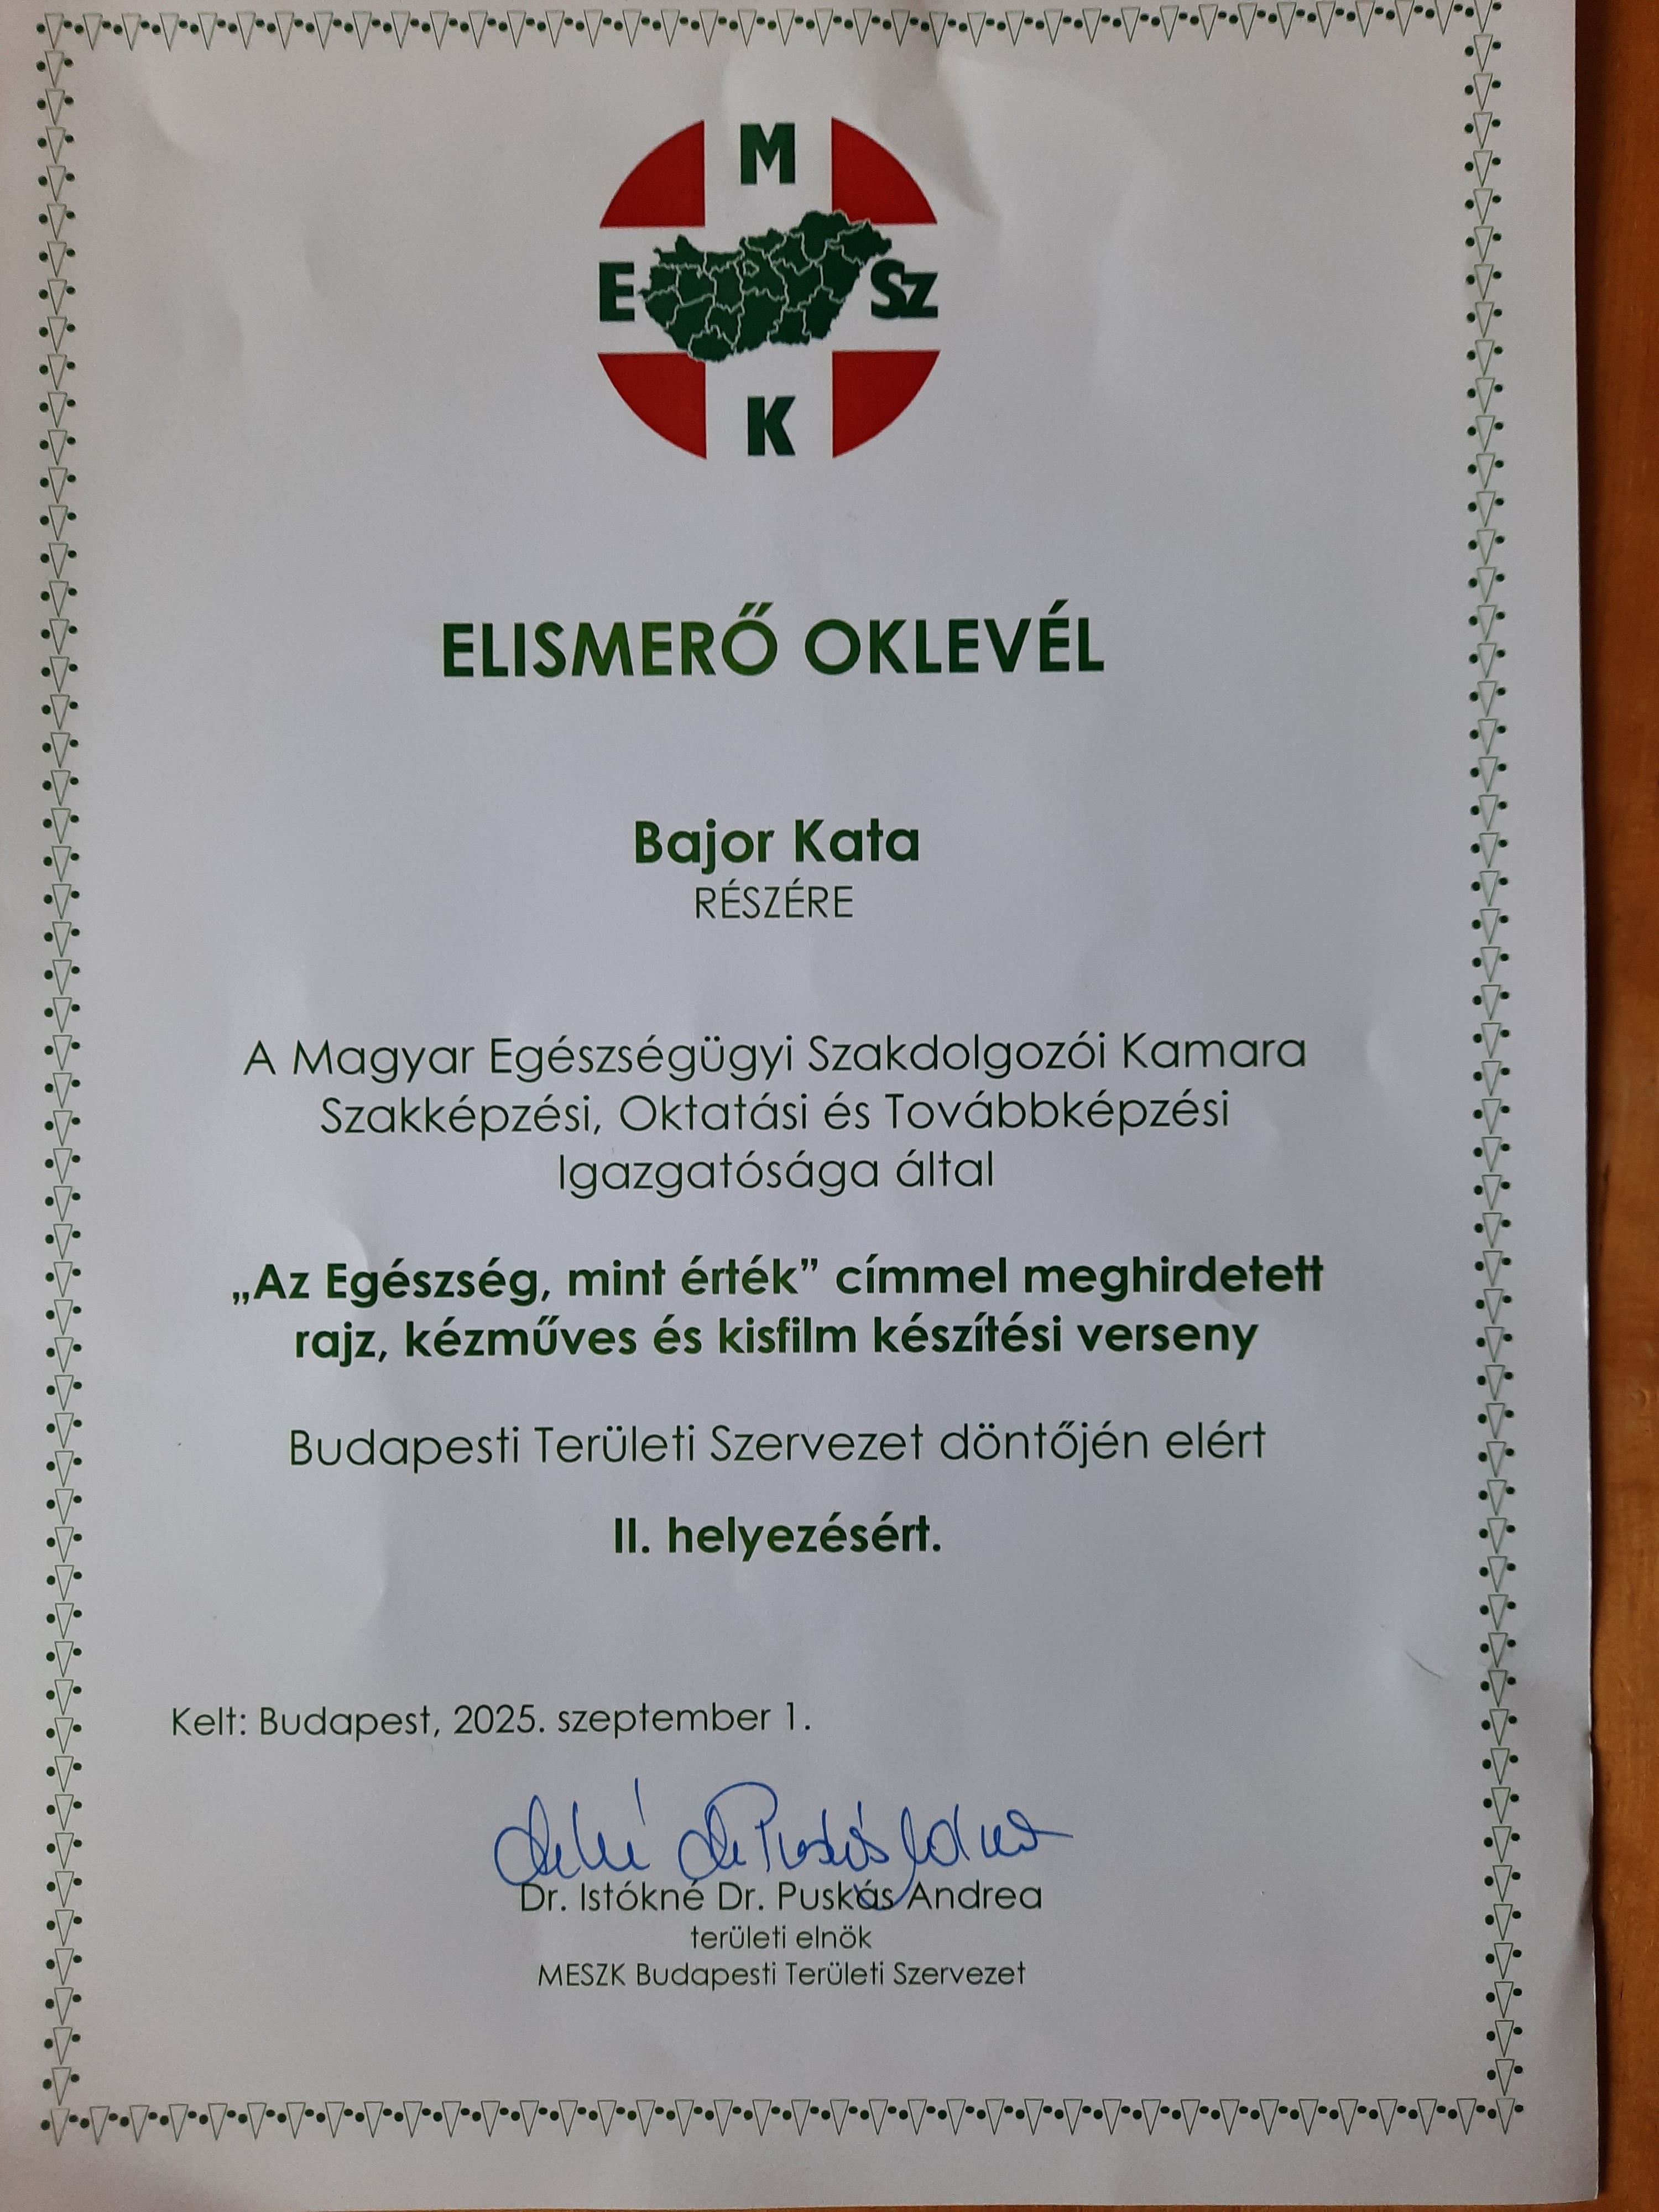 M
E Sz
K
ELISMERŐ OKLEVÉL
Bajor Kata
RÉSZÉRE
A Magyar Egészségügyi Szakdolgozói Kamara
Szakképzési, Oktatási és Továbbképzési
Igazgatósága által
„Az Egészség, mint érték” címmel meghirdetett
rajz, kézműves és kisfilm készítési verseny
Budapesti Területi Szervezet döntőjén elért
II. helyezésért.
Kelt: Budapest, 2025. szeptember 1.
Dr. Istókné Dr. Puskás Andrea
területi elnök
MESZK Budapesti Területi Szervezet